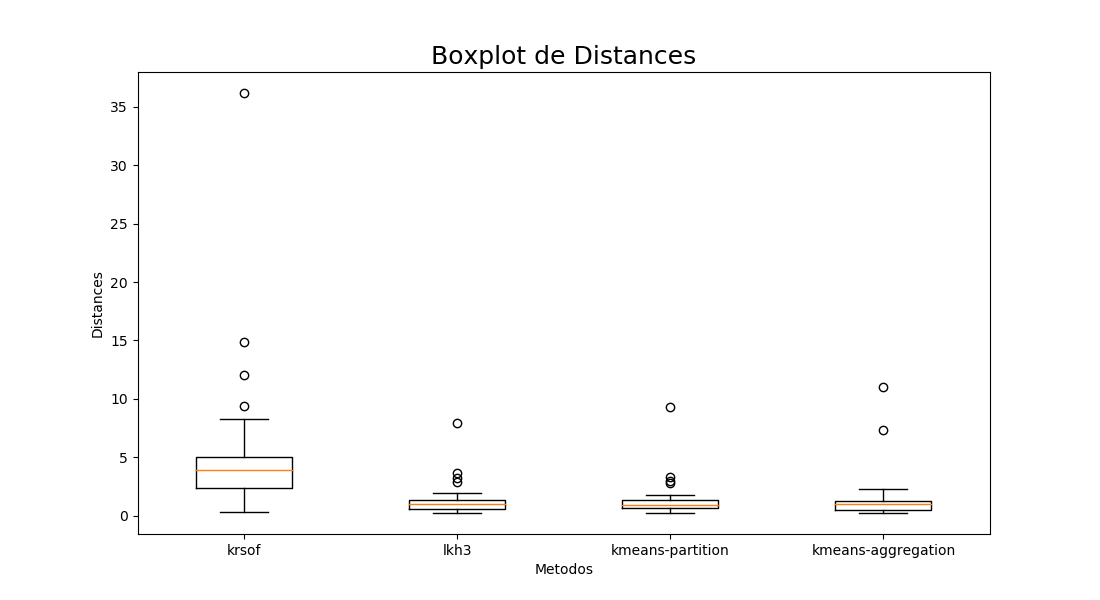 Boxplot de Distances
35
30
25
20
15
10
5
0
Distances
krsof
lkh3
kmeans-partition
kmeans-aggregation
Metodos